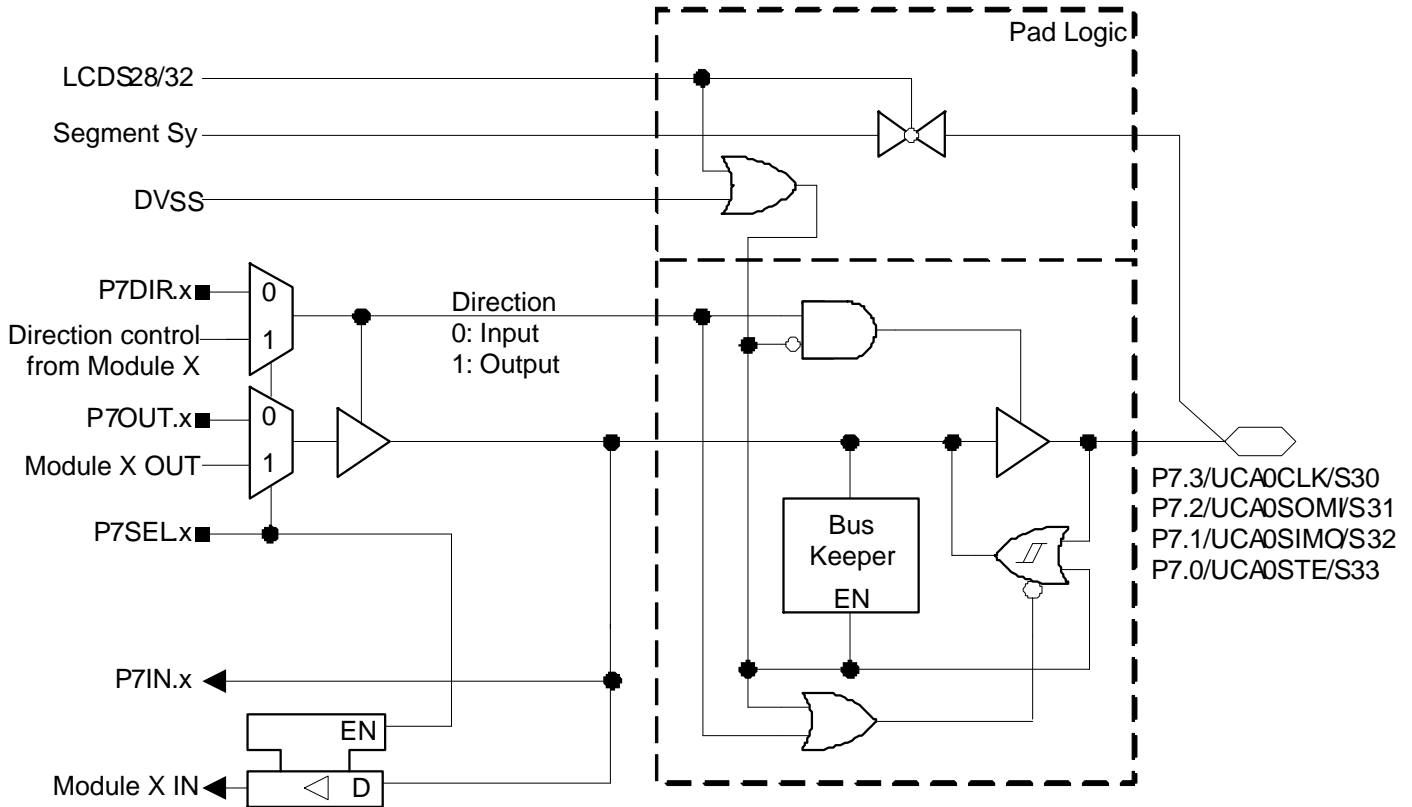 Pad Logic
LCDS28/32
Segment Sy
DVSS
P7DIR.x
0
Direction control
from Module X
1
Direction
0: Input
1: Output
P7OUT.x
0
Module X OUT
1
P7SEL.x
Bus
Keeper
EN
P7.3/UCA0CLK/S30
P7.2/UCA0SOMI/S31
P7.1/UCA0SIMO/S32
P7.0/UCA0STE/S33
P7IN.x
EN
Module X IN
D